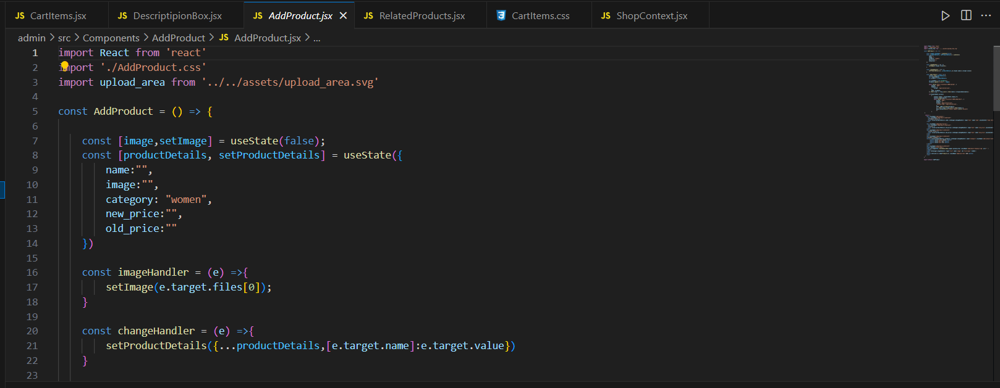 JS CartItems.jsx JS DescriptipionBox.jsx JS AddProduct.jsx JS RelatedProducts.jsx CartItems.css JS ShopContext.jsx
admin > src > Components > AddProduct > JS AddProduct.jsx > ...
1 import React from 'react'
2 import './AddProduct.css'
3 import upload_area from '../../assets/upload_area.svg'
4
5 const AddProduct = () => {
6
7 const [image,setImage] = useState(false);
8 const [productDetails, setProductDetails] = useState({
9 name:"",
10 image:"",
11 category: "women",
12 new_price:"",
13 old_price:""
14 })
15
16 const imageHandler = (e) =>{
17 setImage(e.target.files[0]);
18 }
19
20 const changeHandler = (e) =>{
21 setProductDetails({...productDetails,[e.target.name]:e.target.value})
22 }
23